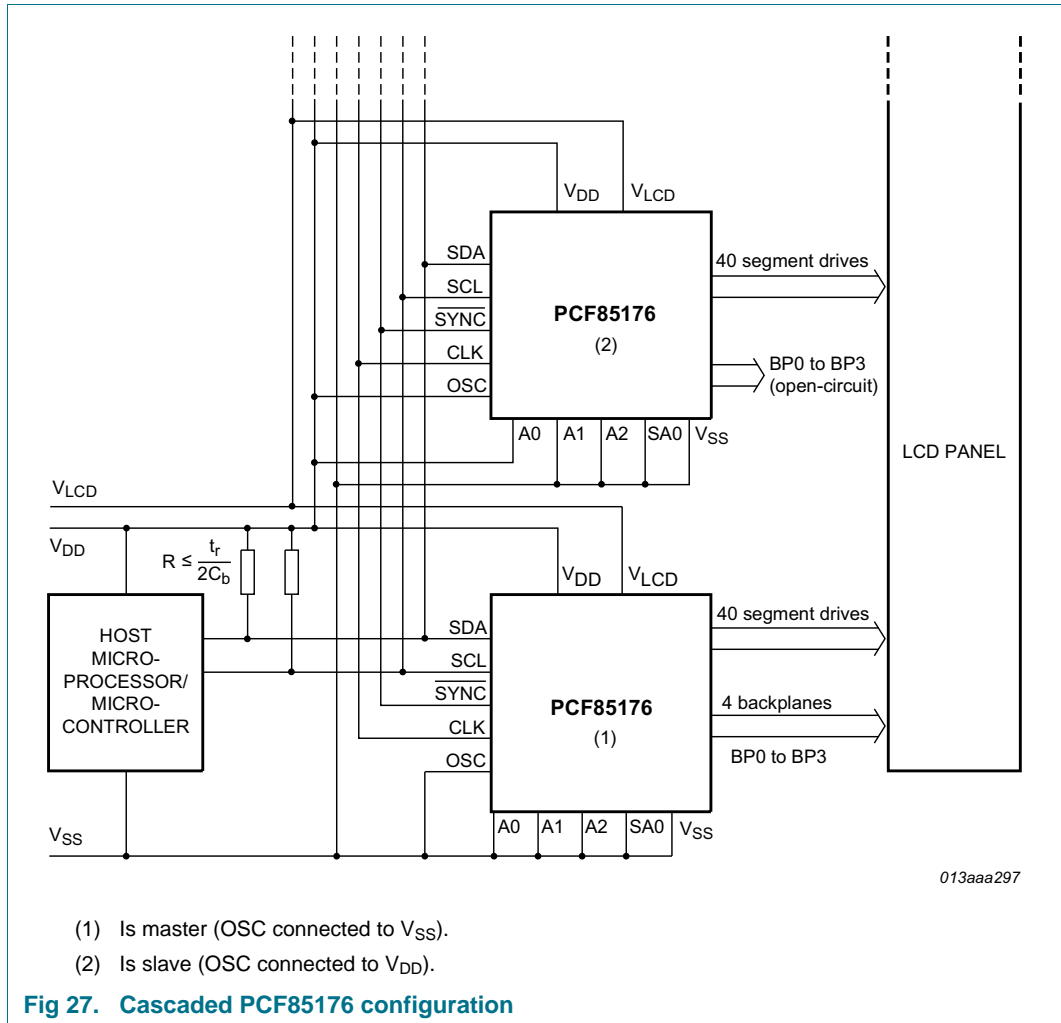 VDD VLCD
SDA
SCL
SYNC
CLK
OSC
PCF85176
(2)
A0 A1 A2 SA0 VSS
40 segment drives
BP0 to BP3
(open-circuit)
LCD PANEL
VLCD
VDD
R ≤ tr
2Cb
HOST
MICRO-
PROCESSOR/
MICRO-
CONTROLLER
VSS
VDD VLCD
SDA
SCL
SYNC
CLK
OSC
PCF85176
(1)
A0 A1 A2 SA0 VSS
40 segment drives
4 backplanes
BP0 to BP3
013aaa297
(1) Is master (OSC connected to VSS).
(2) Is slave (OSC connected to VDD).
Fig 27. Cascaded PCF85176 configuration